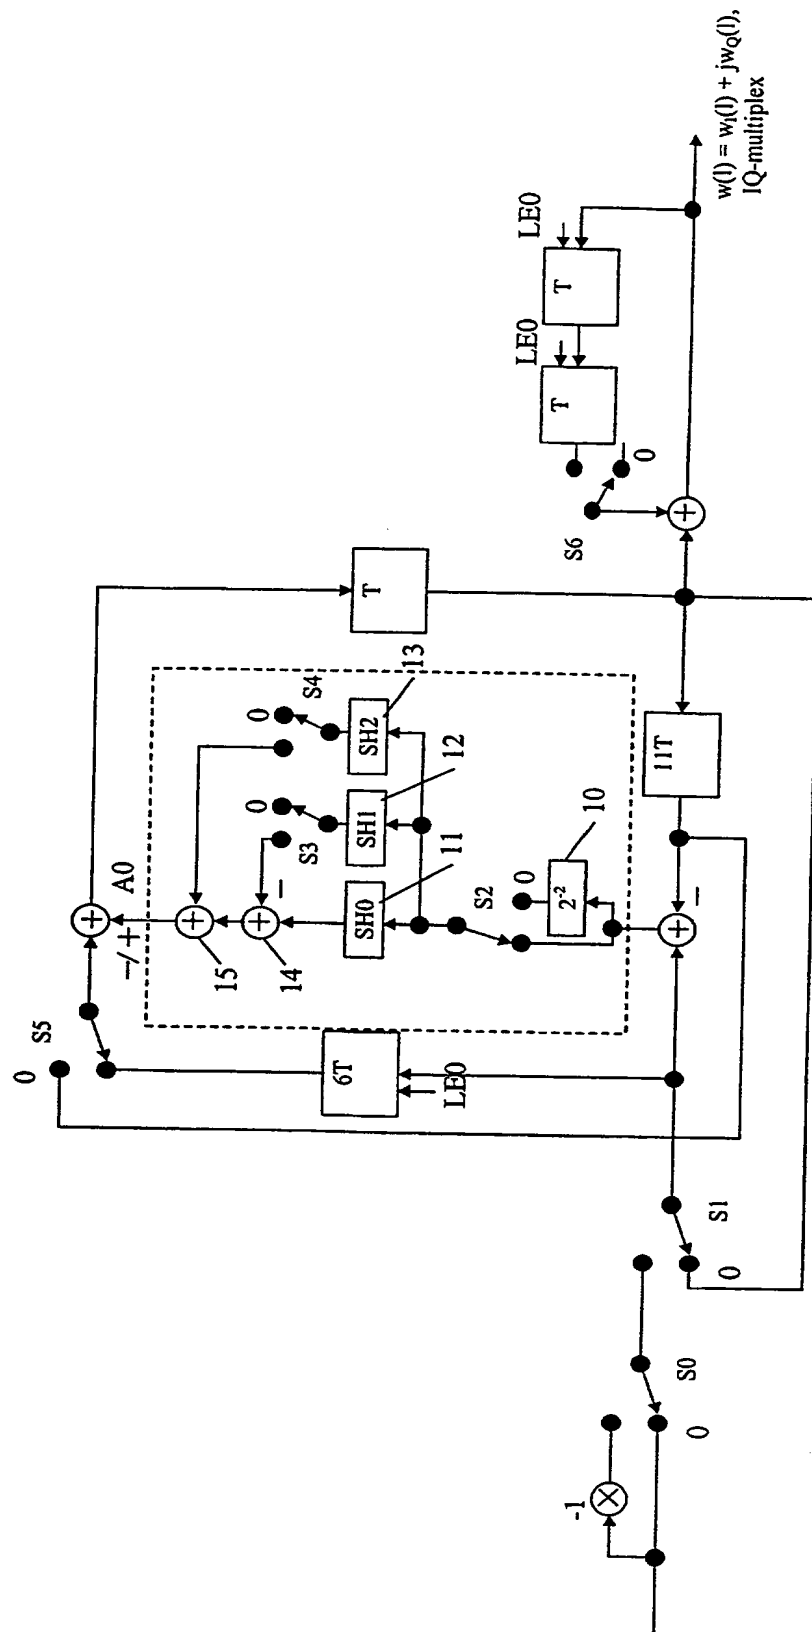 w(l) = w_I(l) + jw_Q(l),
IQ-multiplex
LE0
T
LE0
T
0
S6
+
T
13
S4
0
SH2
12
11T
0
SH1
11
S3
10
−
S2
0
2^-2
A0
+
−/+
15
+
14
+
SH0
−
+
S5
0
6T
LE0
S1
0
S0
0
-1